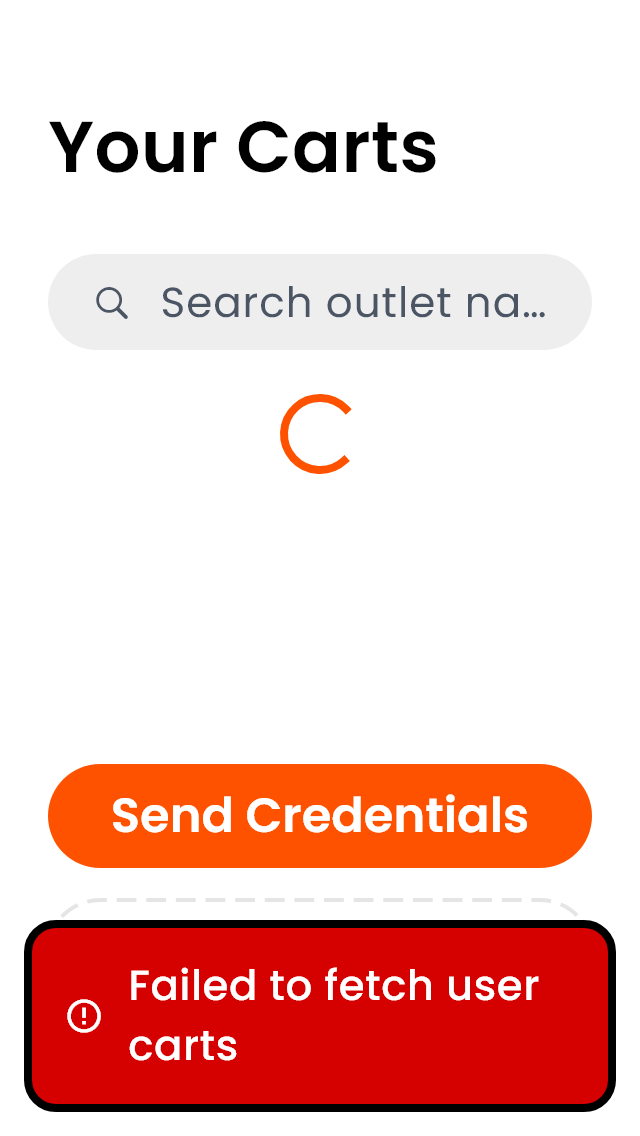 Your Carts
Search outlet na...
Send Credentials
Failed to fetch user
carts